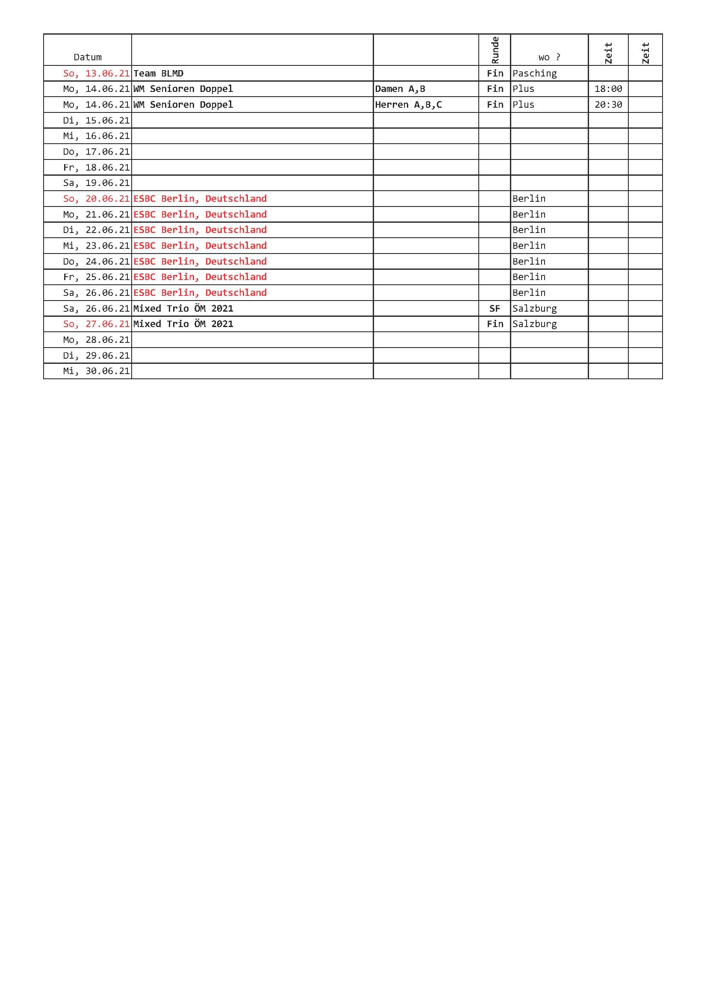 Datum Runde wo ? Zeit Zeit
So, 13.06.21 Team BLMD Fin Pasching
Mo, 14.06.21 WM Senioren Doppel Damen A,B Fin Plus 18:00
Mo, 14.06.21 WM Senioren Doppel Herren A,B,C Fin Plus 20:30
Di, 15.06.21
Mi, 16.06.21
Do, 17.06.21
Fr, 18.06.21
Sa, 19.06.21
So, 20.06.21 ESBC Berlin, Deutschland Berlin
Mo, 21.06.21 ESBC Berlin, Deutschland Berlin
Di, 22.06.21 ESBC Berlin, Deutschland Berlin
Mi, 23.06.21 ESBC Berlin, Deutschland Berlin
Do, 24.06.21 ESBC Berlin, Deutschland Berlin
Fr, 25.06.21 ESBC Berlin, Deutschland Berlin
Sa, 26.06.21 ESBC Berlin, Deutschland Berlin
Sa, 26.06.21 Mixed Trio ÖM 2021 SF Salzburg
So, 27.06.21 Mixed Trio ÖM 2021 Fin Salzburg
Mo, 28.06.21
Di, 29.06.21
Mi, 30.06.21